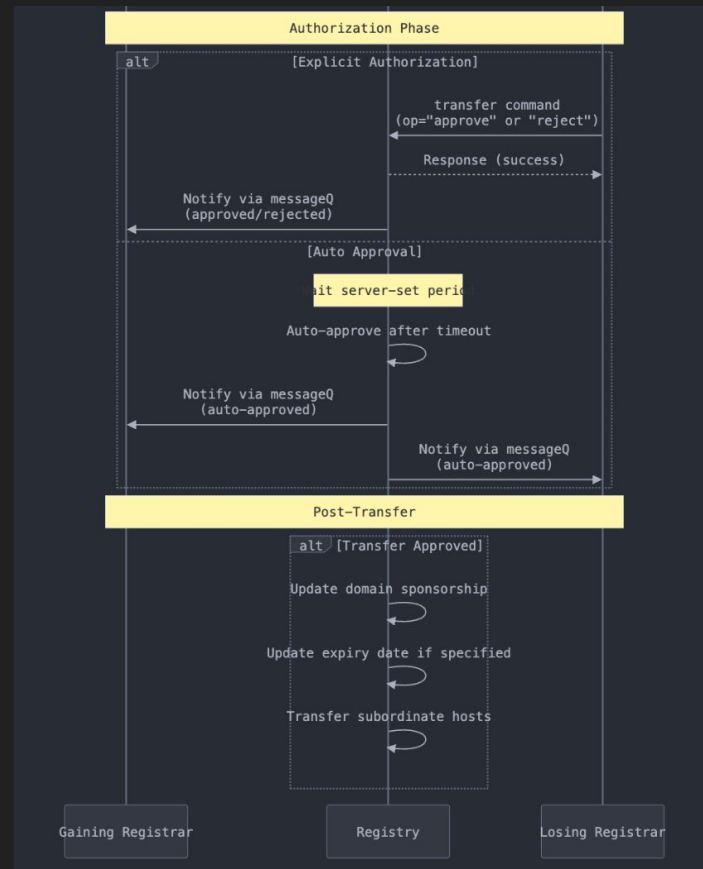 Authorization Phase
alt
[Explicit Authorization]
transfer command
(op="approve" or "reject")
Response (success)
Notify via messageQ
(approved/rejected)
[Auto Approval]
ait server-set period
Auto-approve after timeout
Notify via messageQ
(auto-approved)
Notify via messageQ
(auto-approved)
Post-Transfer
alt
[Transfer Approved]
Update domain sponsorship
Update expiry date if specified
Transfer subordinate hosts
Gaining Registrar
Registry
Losing Registrar